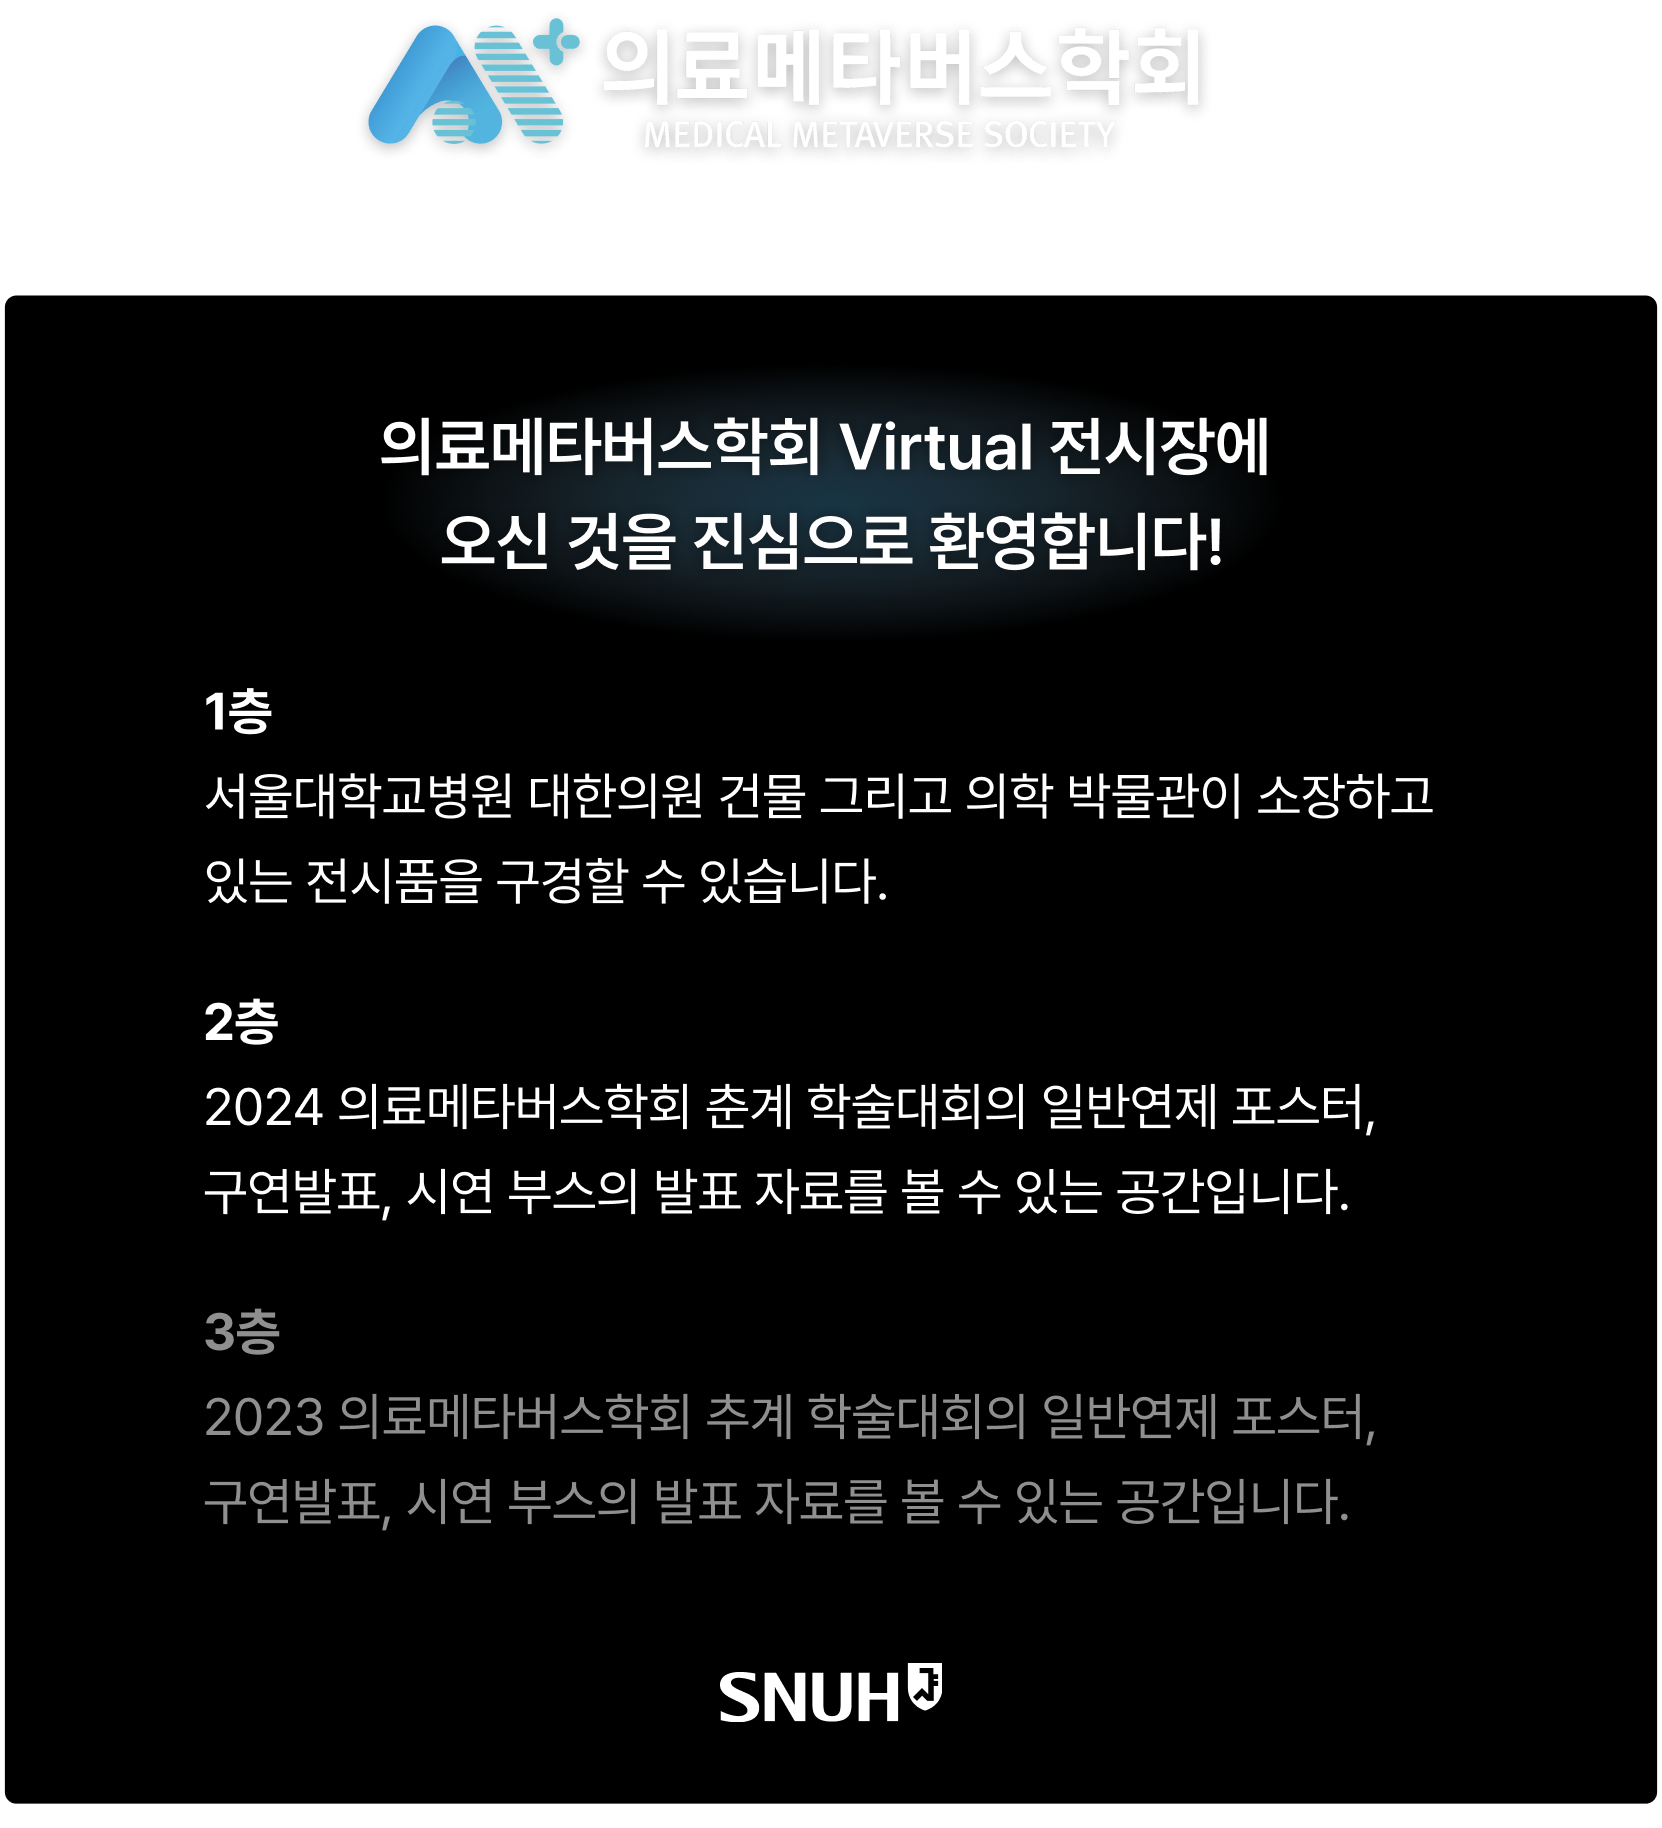 의료메타버스학회
MEDICAL METAVERSE SOCIETY
의료메타버스학회 Virtual 전시장에
오신 것을 진심으로 환영합니다!
1층
서울대학교병원 대한의원 건물 그리고 의학 박물관이 소장하고
있는 전시품을 구경할 수 있습니다.
2층
2024 의료메타버스학회 춘계 학술대회의 일반연제 포스터,
구연발표, 시연 부스의 발표 자료를 볼 수 있는 공간입니다.
3층
2023 의료메타버스학회 추계 학술대회의 일반연제 포스터,
구연발표, 시연 부스의 발표 자료를 볼 수 있는 공간입니다.
SNUH